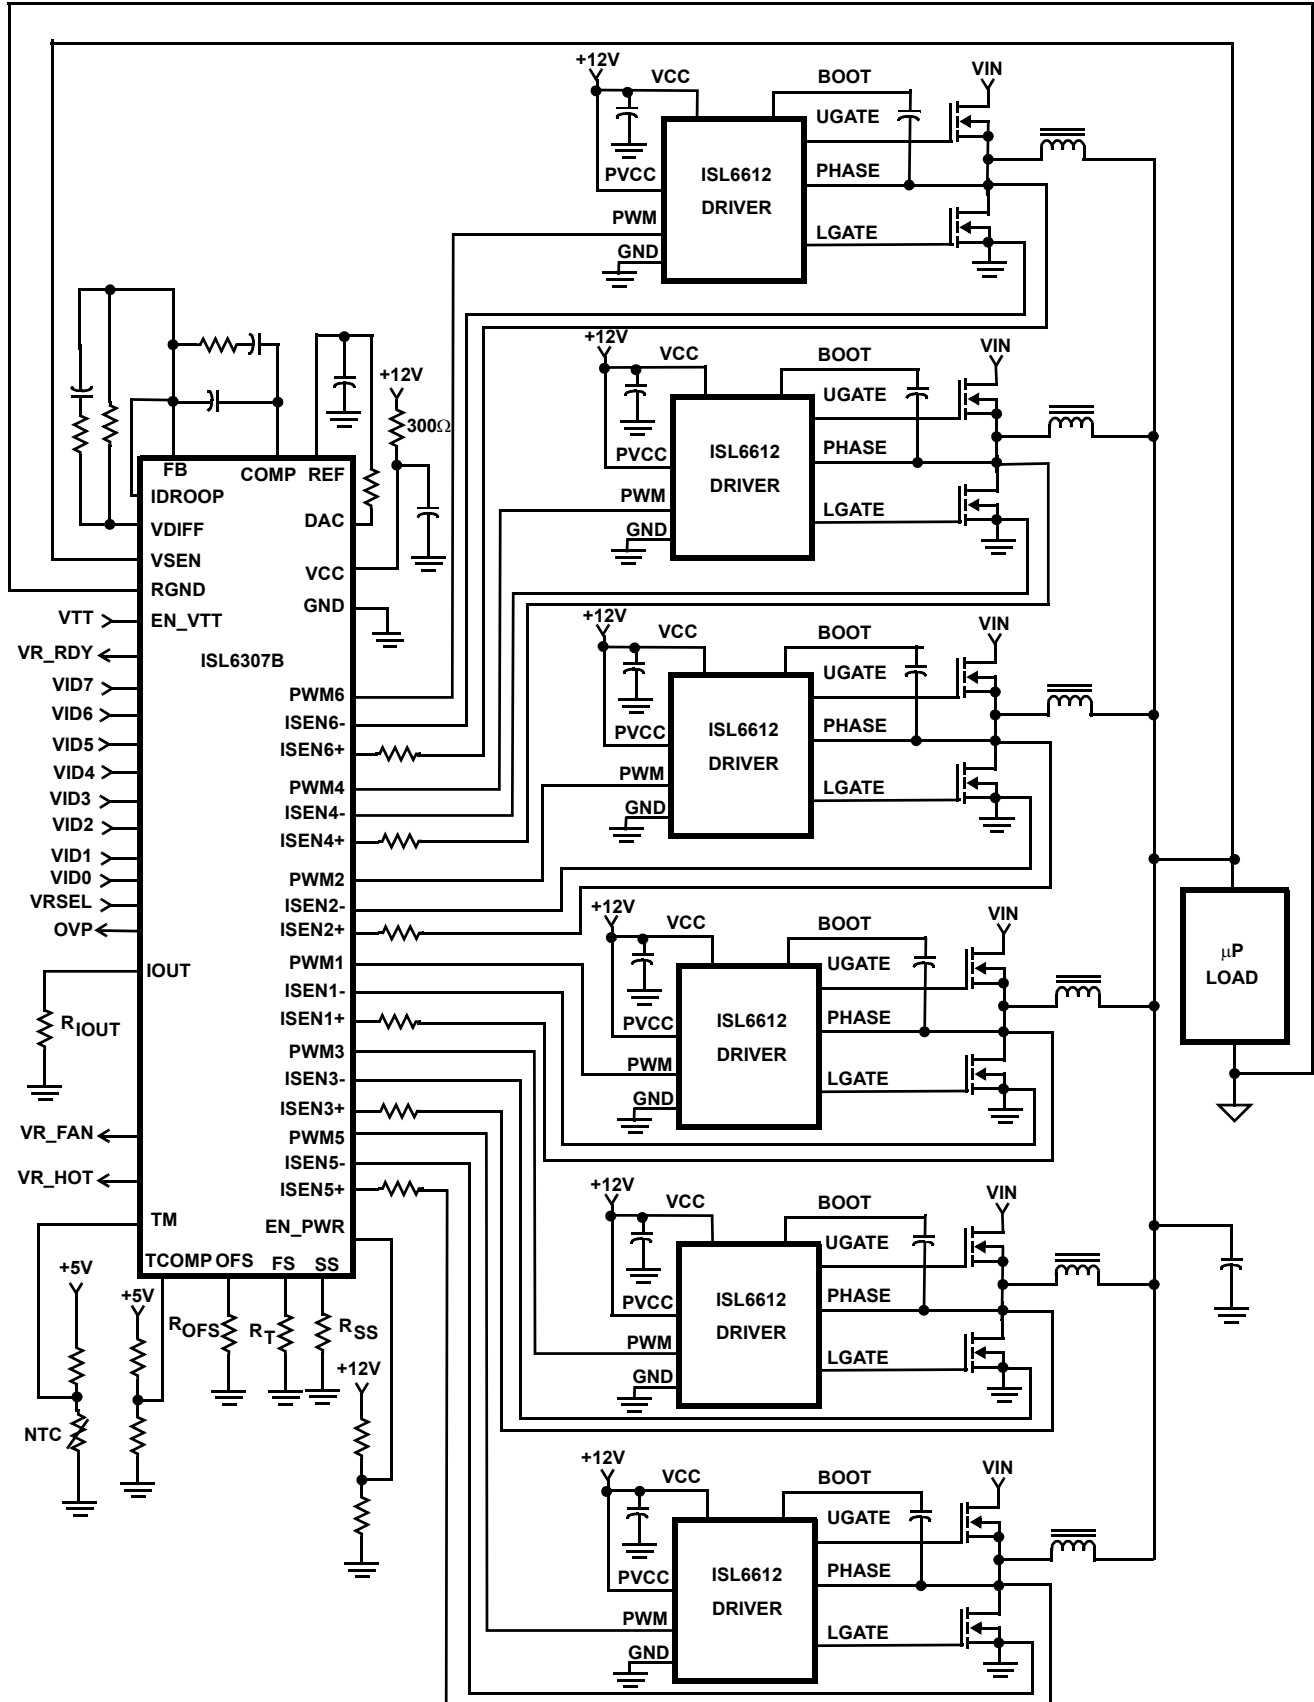 +12V
VCC
BOOT
VIN
UGATE
PVCC
ISL6612
DRIVER
PHASE
PWM
LGATE
GND
+12V
VCC
BOOT
VIN
UGATE
PVCC
ISL6612
DRIVER
PHASE
PWM
LGATE
GND
+12V
VCC
BOOT
VIN
UGATE
PVCC
ISL6612
DRIVER
PHASE
PWM
LGATE
GND
+12V
VCC
BOOT
VIN
UGATE
PVCC
ISL6612
DRIVER
PHASE
PWM
LGATE
GND
+12V
VCC
BOOT
VIN
UGATE
PVCC
ISL6612
DRIVER
PHASE
PWM
LGATE
GND
+12V
VCC
BOOT
VIN
UGATE
PVCC
ISL6612
DRIVER
PHASE
PWM
LGATE
GND
+12V
300Ω
FB
COMP
REF
IDROOP
VDIFF
VSEN
RGND
EN_VTT
DAC
VCC
GND
ISL6307B
VTT
VR_RDY
VID7
VID6
VID5
VID4
VID3
VID2
VID1
VID0
VRSEL
OVP
IOUT
RIOUT
VR_FAN
VR_HOT
TM
PWM6
ISEN6-
ISEN6+
PWM4
ISEN4-
ISEN4+
PWM2
ISEN2-
ISEN2+
PWM1
ISEN1-
ISEN1+
PWM3
ISEN3-
ISEN3+
PWM5
ISEN5-
ISEN5+
EN_PWR
TCOMP
OFS
FS
SS
+5V
+5V
ROFS
RT
RSS
+12V
NTC
µP
LOAD